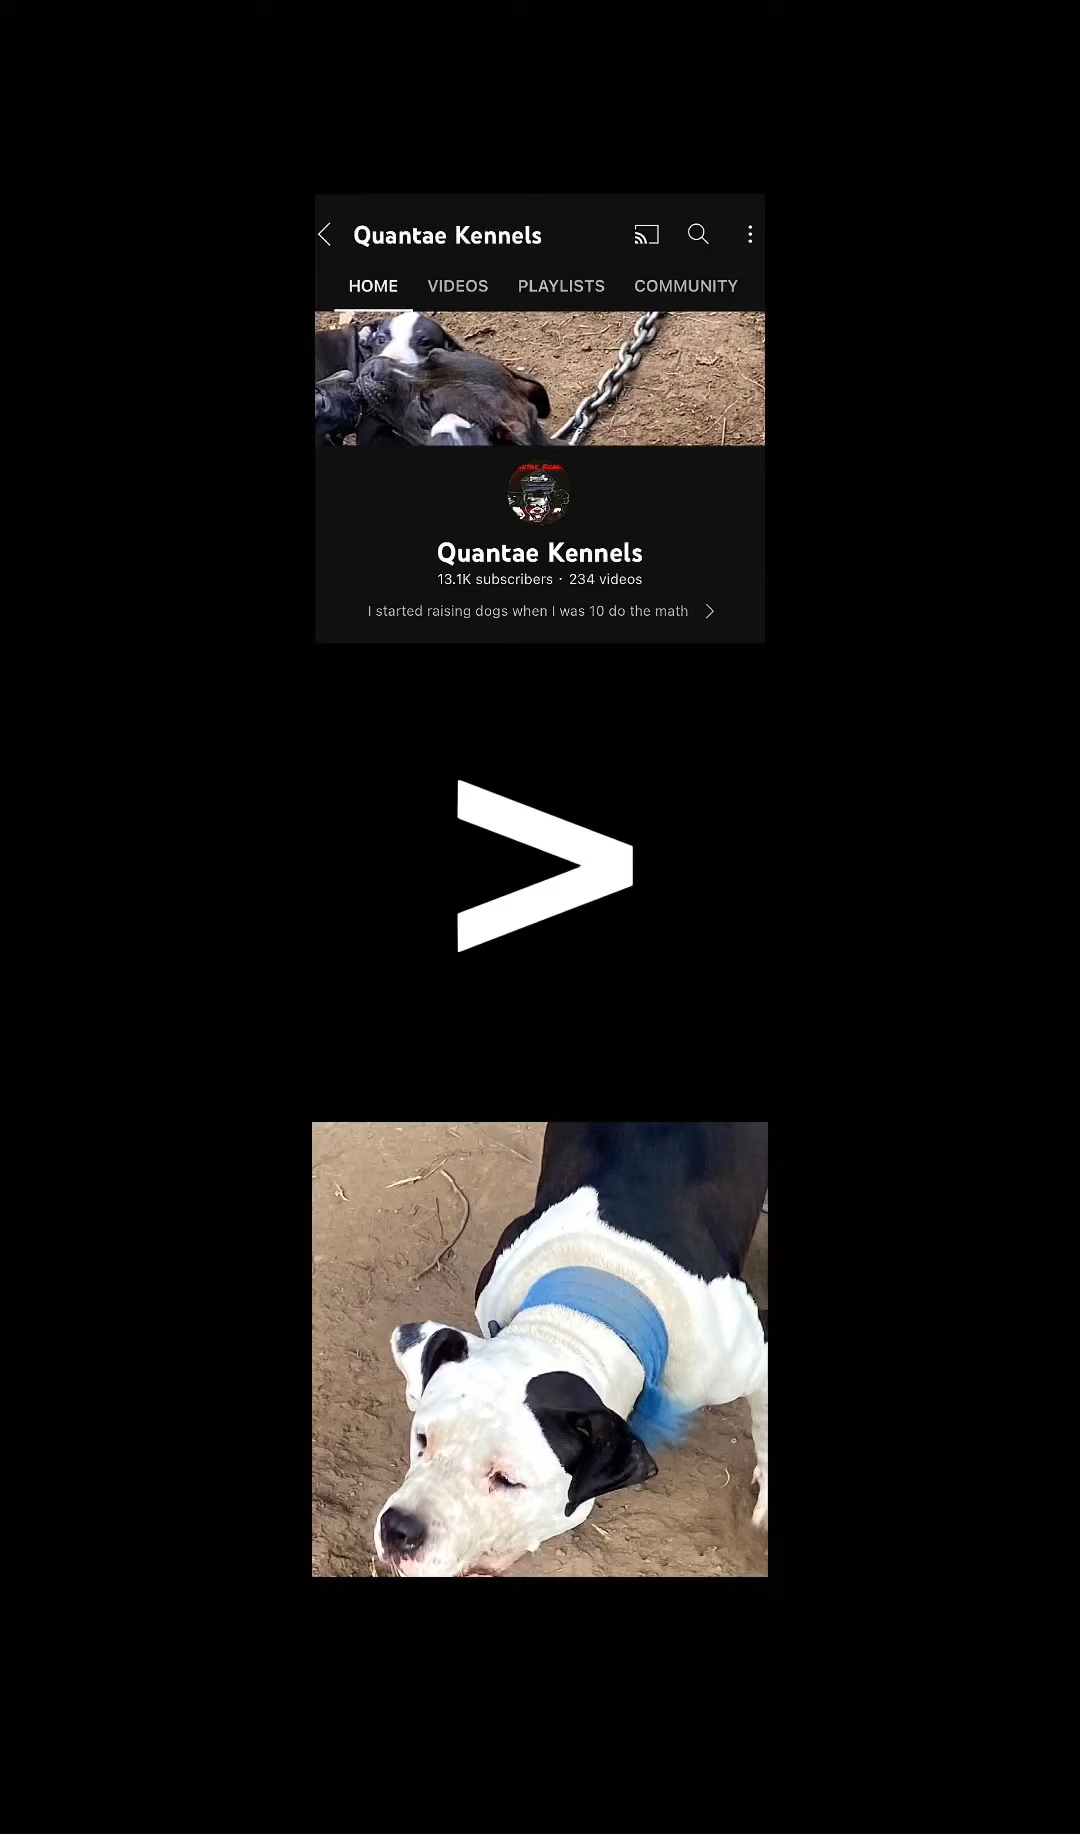 Quantae Kennels
HOME VIDEOS PLAYLISTS COMMUNITY
Quantae Kennels
13.1K subscribers · 234 videos
I started raising dogs when I was 10 do the math
>